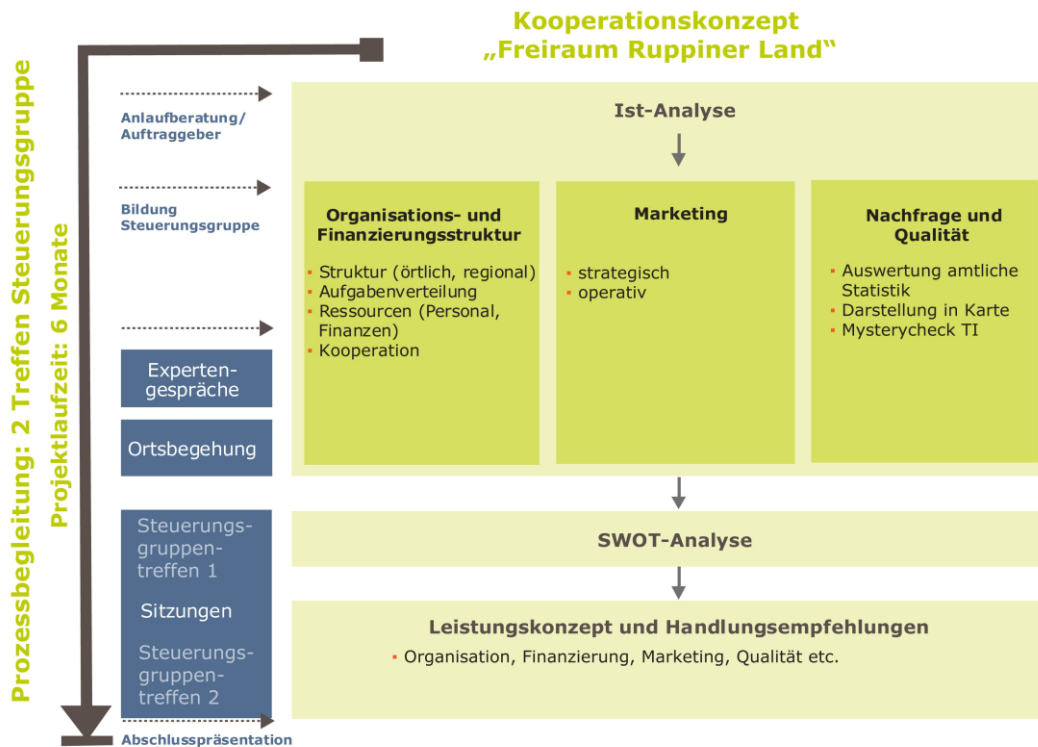 Kooperationskonzept
„Freiraum Ruppiner Land“
Prozessbegleitung: 2 Treffen Steuerungsgruppe
Projektlaufzeit: 6 Monate
Anlaufberatung/
Auftraggeber
Bildung
Steuerungsgruppe
Experten-
gespräche
Ortsbegehung
Steuerungs-
gruppen-
treffen 1
Sitzungen
Steuerungs-
gruppen-
treffen 2
Abschlusspräsentation
Ist-Analyse
Organisations- und
Finanzierungsstruktur
▪ Struktur (örtlich, regional)
▪ Aufgabenverteilung
▪ Ressourcen (Personal,
Finanzen)
▪ Kooperation
Marketing
▪ strategisch
▪ operativ
Nachfrage und
Qualität
▪ Auswertung amtliche
Statistik
▪ Darstellung in Karte
▪ Mysterycheck TI
SWOT-Analyse
Leistungskonzept und Handlungsempfehlungen
▪ Organisation, Finanzierung, Marketing, Qualität etc.